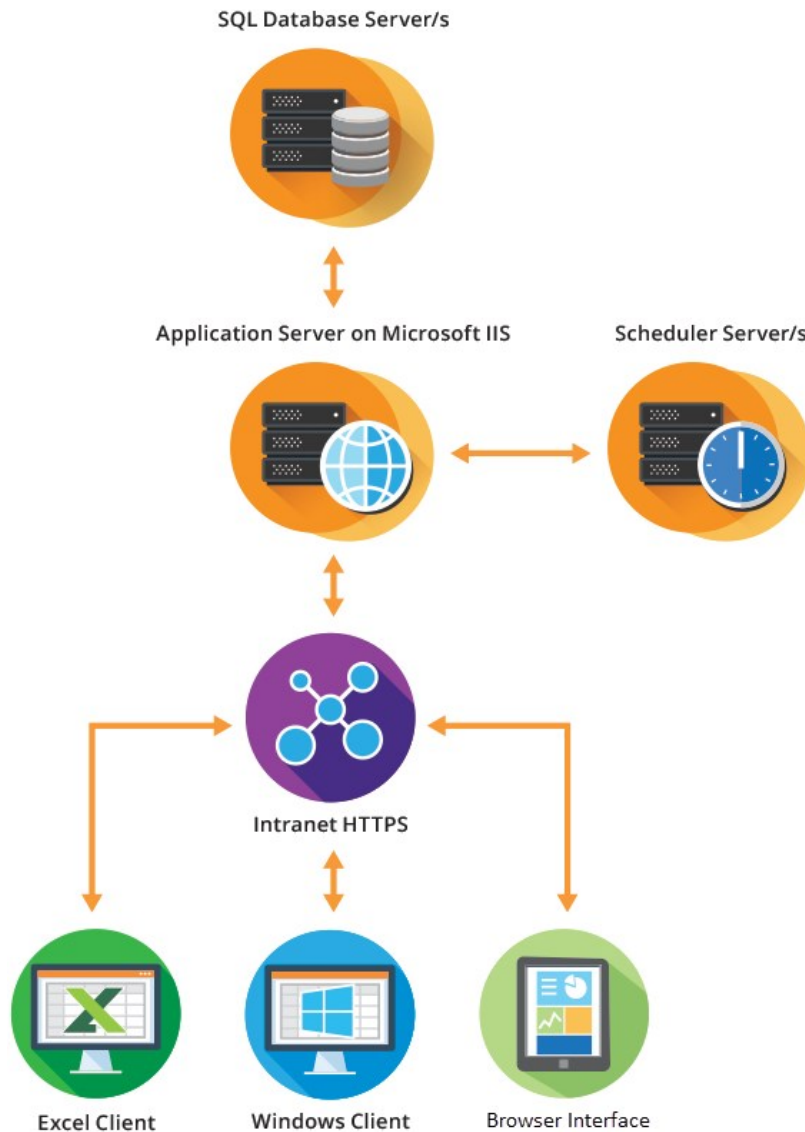 SQL Database Server/s
Application Server on Microsoft IIS
Scheduler Server/s
Intranet HTTPS
Excel Client
Windows Client
Browser Interface